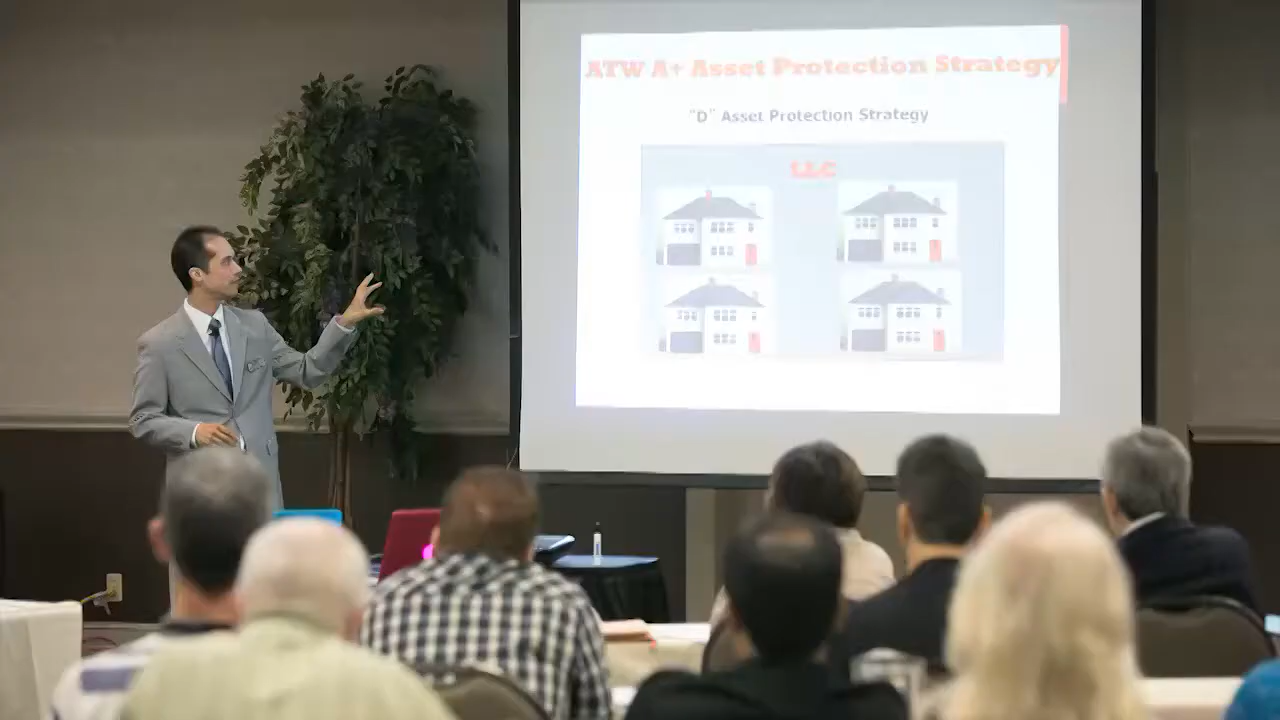 ATW A+ Asset Protection Strategy
"D" Asset Protection Strategy
LLC